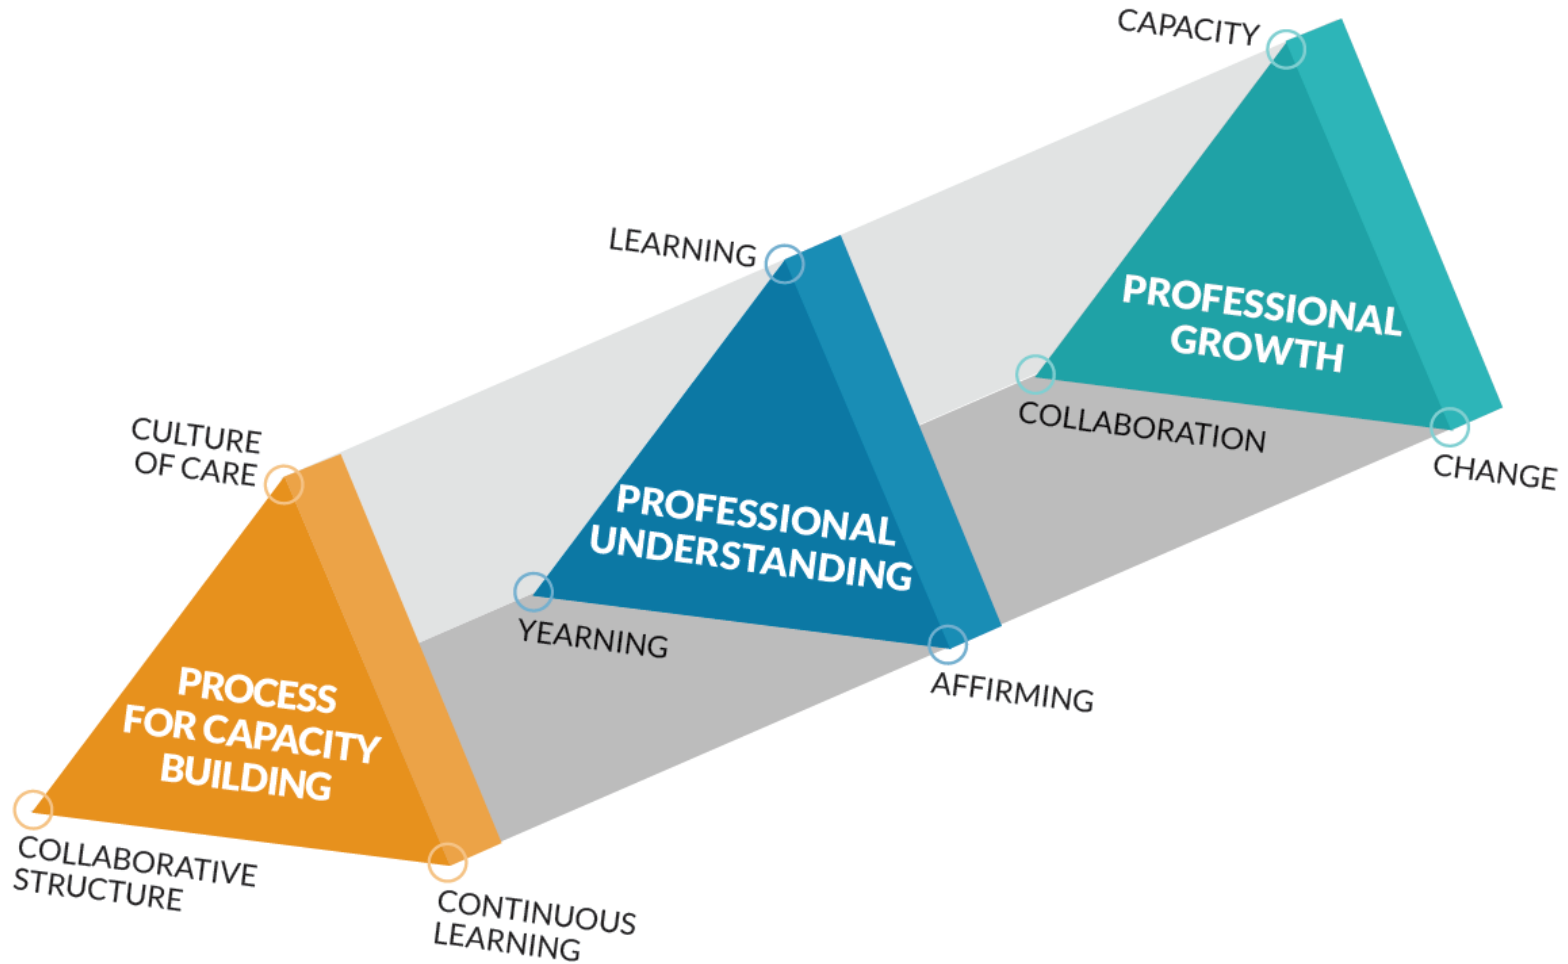 CAPACITY
PROFESSIONAL
GROWTH
COLLABORATION
CHANGE
LEARNING
PROFESSIONAL
UNDERSTANDING
YEARNING
AFFIRMING
CULTURE
OF CARE
PROCESS
FOR CAPACITY
BUILDING
COLLABORATIVE
STRUCTURE
CONTINUOUS
LEARNING